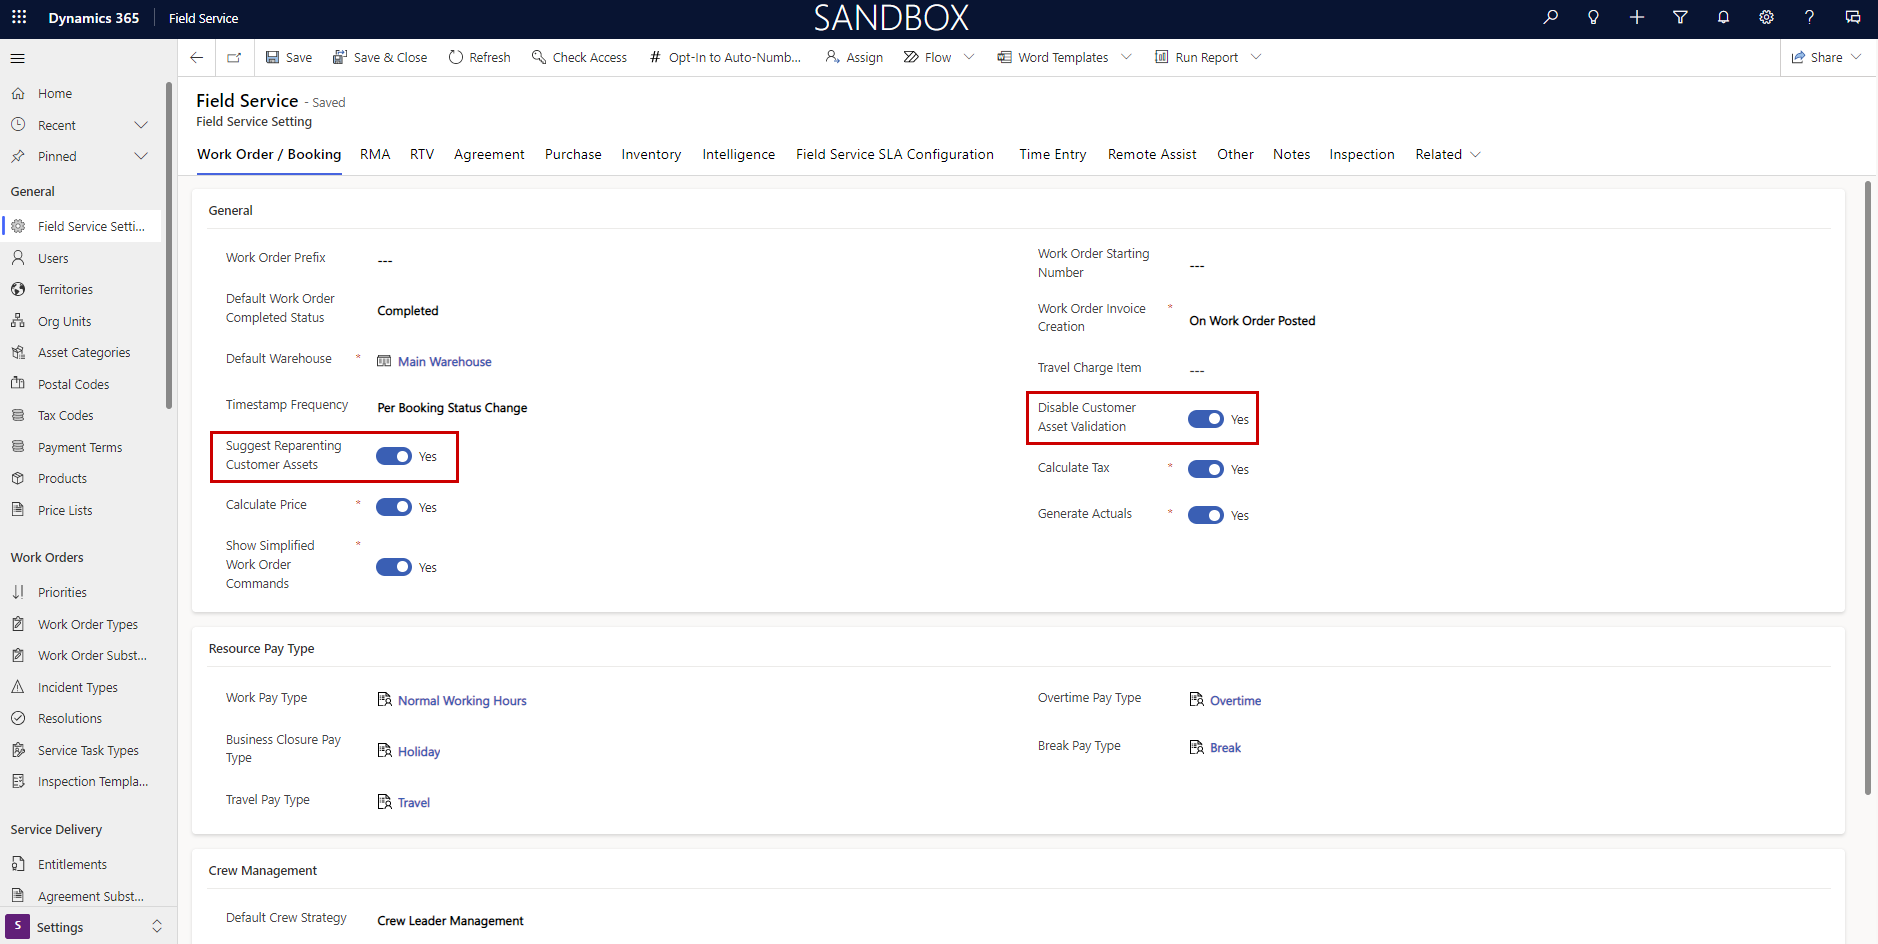 Dynamics 365
Field Service
SANDBOX
Save
Save & Close
Refresh
Check Access
# Opt-In to Auto-Numb...
Assign
Flow
Word Templates
Run Report
Share
Home
Recent
Pinned
General
Field Service Setti...
Users
Territories
Org Units
Asset Categories
Postal Codes
Tax Codes
Payment Terms
Products
Price Lists
Work Orders
Priorities
Work Order Types
Work Order Subst...
Incident Types
Resolutions
Service Task Types
Inspection Templa...
Service Delivery
Entitlements
Agreement Subst...
S
Settings
Field Service - Saved
Field Service Setting
Work Order / Booking
RMA
RTV
Agreement
Purchase
Inventory
Intelligence
Field Service SLA Configuration
Time Entry
Remote Assist
Other
Notes
Inspection
Related
General
Work Order Prefix
---
Default Work Order
Completed Status
Completed
Default Warehouse *
Main Warehouse
Timestamp Frequency
Per Booking Status Change
Suggest Reparenting
Customer Assets
Yes
Calculate Price *
Yes
Show Simplified *
Work Order
Commands
Yes
Work Order Starting
Number
---
Work Order Invoice *
Creation
On Work Order Posted
Travel Charge Item
---
Disable Customer
Asset Validation
Yes
Calculate Tax *
Yes
Generate Actuals *
Yes
Resource Pay Type
Work Pay Type
Normal Working Hours
Business Closure Pay
Type
Holiday
Travel Pay Type
Travel
Overtime Pay Type
Overtime
Break Pay Type
Break
Crew Management
Default Crew Strategy
Crew Leader Management